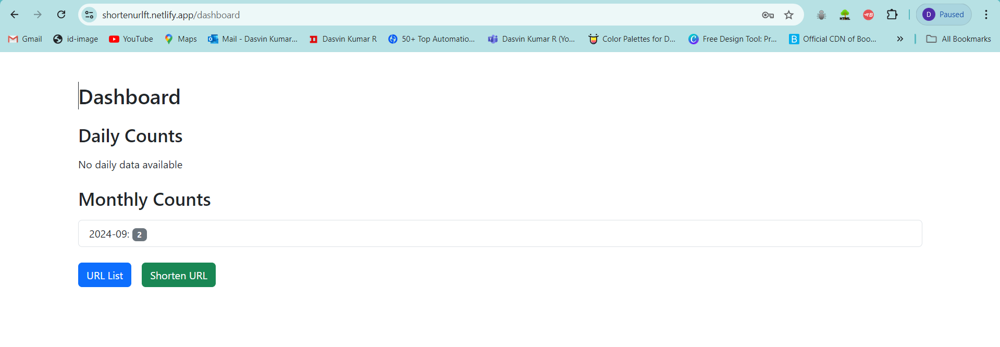 shortenurlft.netlify.app/dashboard
D Paused
Gmail id-image YouTube Maps Mail - Dasvin Kumar... Dasvin Kumar R 50+ Top Automatio... Dasvin Kumar R (Yo... Color Palettes for D... Free Design Tool: Pr... B Official CDN of Boo... » All Bookmarks
Dashboard
Daily Counts
No daily data available
Monthly Counts
2024-09: 2
URL List Shorten URL